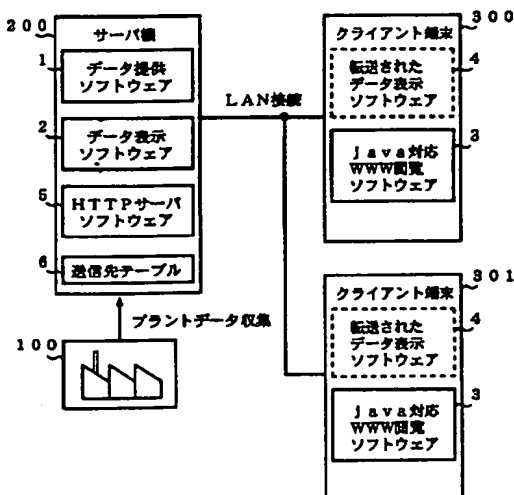 200
サーバ機
1
データ提供
ソフトウェア
2
データ表示
ソフトウェア
5
HTTPサーバ
ソフトウェア
6
送信先テーブル
プラントデータ収集
100
LAN接続
300
クライアント端末
転送された
データ表示
ソフトウェア
4
java対応
WWW閲覧
ソフトウェア
3
301
クライアント端末
転送された
データ表示
ソフトウェア
4
java対応
WWW閲覧
ソフトウェア
3